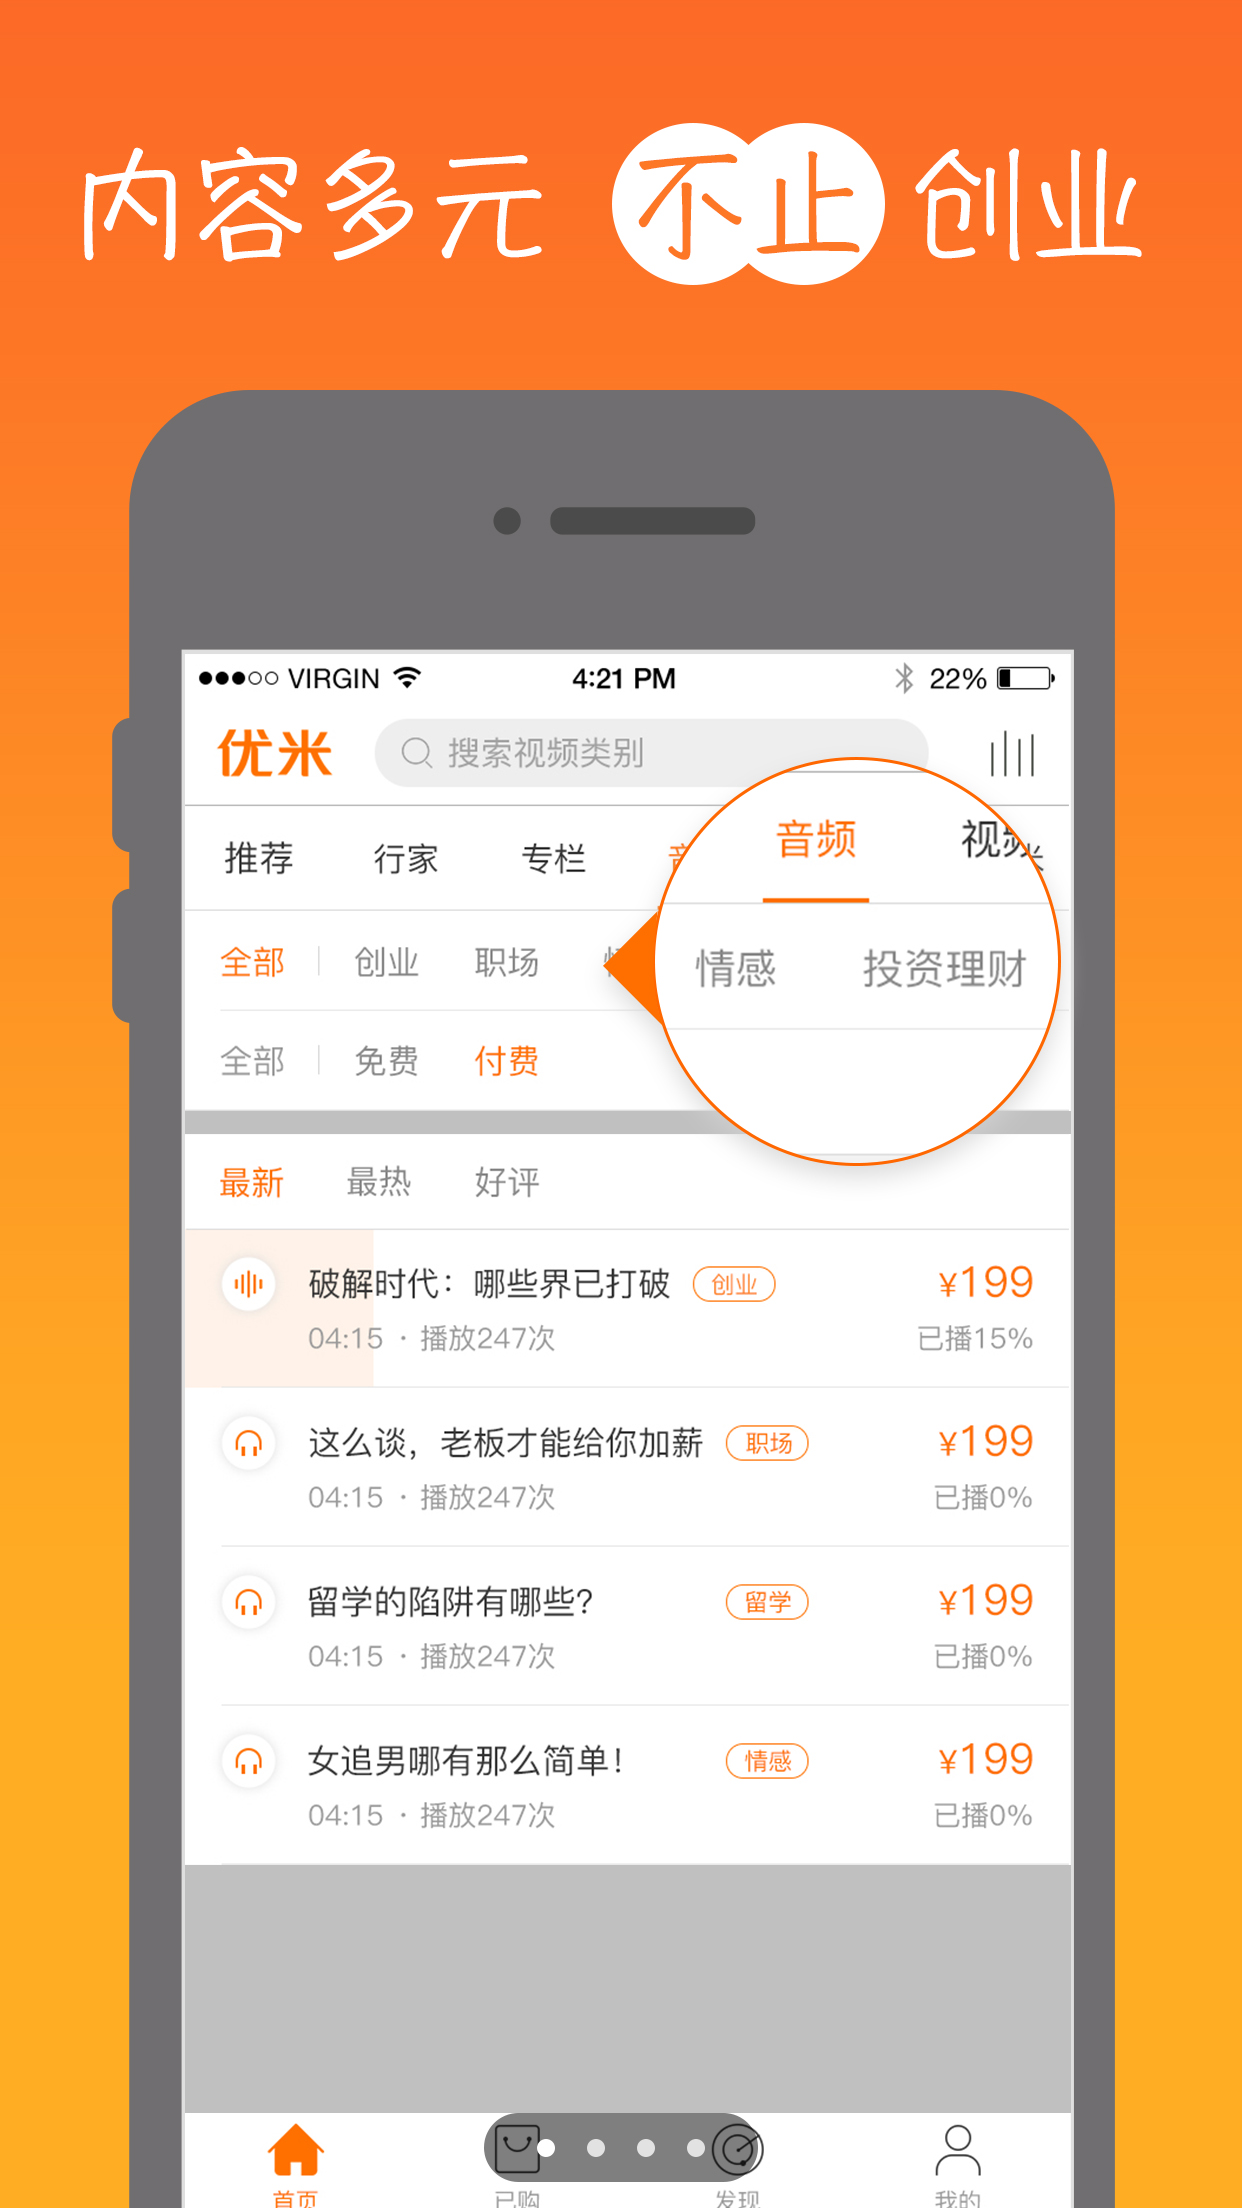 内容多元 不止 创业
VIRGIN 4:21 PM 22%
优米 搜索视频类别
推荐 行家 专栏 音频
全部 创业 职场 情感 投资理财
全部 免费 付费
最新 最热 好评
破解时代：哪些界已打破 创业 ¥199
04:15 · 播放247次 已播15%
这么谈，老板才能给你加薪 职场 ¥199
04:15 · 播放247次 已播0%
留学的陷阱有哪些? 留学 ¥199
04:15 · 播放247次 已播0%
女追男哪有那么简单！ 情感 ¥199
04:15 · 播放247次 已播0%
首页 已购 发现 我的